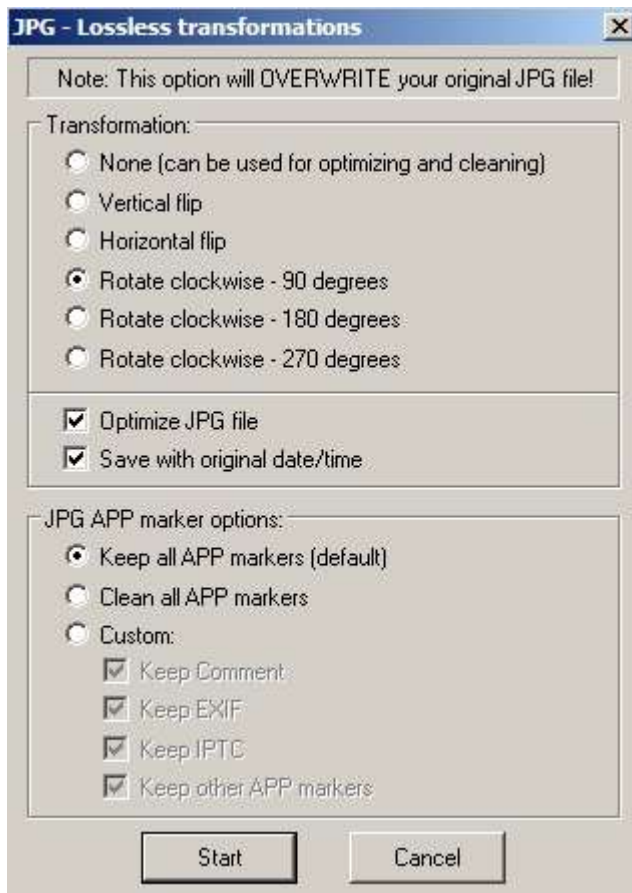 JPG - Lossless transformations
Note: This option will OVERWRITE your original JPG file!
Transformation:
None (can be used for optimizing and cleaning)
Vertical flip
Horizontal flip
Rotate clockwise - 90 degrees
Rotate clockwise - 180 degrees
Rotate clockwise - 270 degrees
Optimize JPG file
Save with original date/time
JPG APP marker options:
Keep all APP markers (default)
Clean all APP markers
Custom:
Keep Comment
Keep EXIF
Keep IPTC
Keep other APP markers
Start Cancel